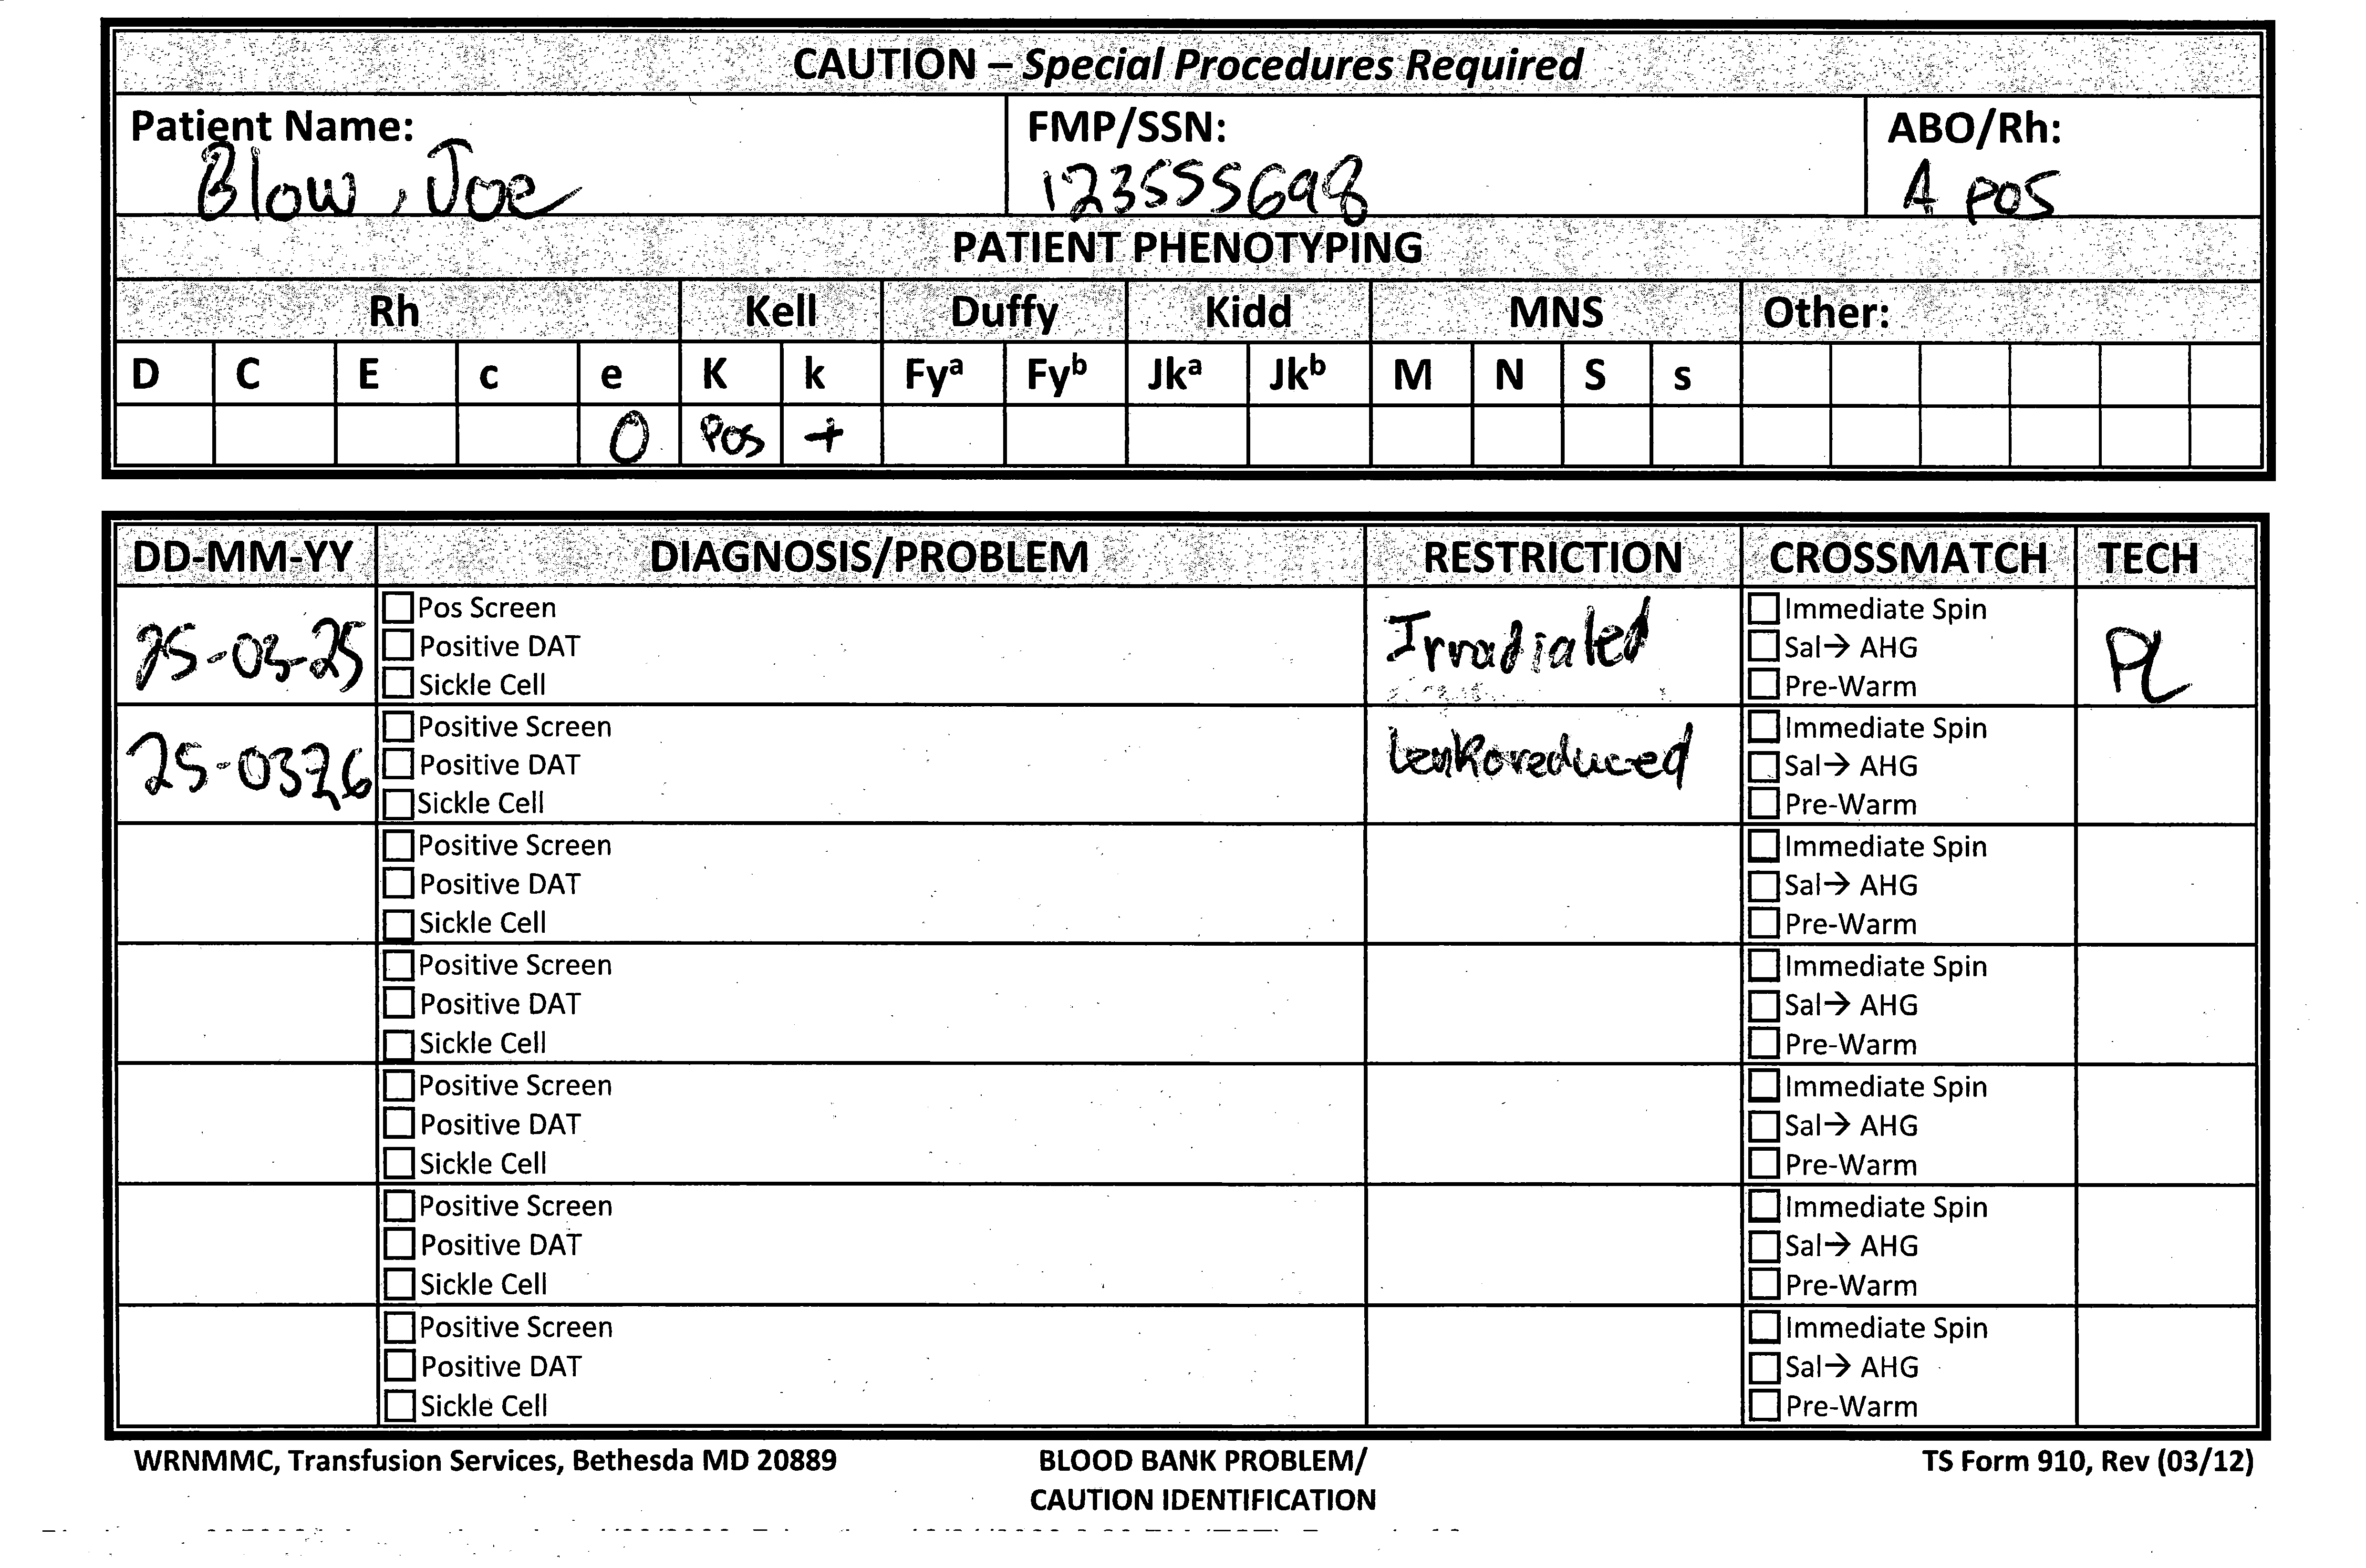 CAUTION – Special Procedures Required
Patient Name: FMP/SSN: ABO/Rh:
Blow, Joe 123555698 A POS
PATIENT PHENOTYPING
Rh Kell Duffy Kidd MNS Other:
D C E c e K k Fyᵃ Fyᵇ Jkᵃ Jkᵇ M N S s
O Pos +
DD-MM-YY DIAGNOSIS/PROBLEM RESTRICTION CROSSMATCH TECH
25-03-25 Irradiated PL
☐ Pos Screen ☐ Immediate Spin
☐ Positive DAT ☐ Sal→ AHG
☐ Sickle Cell ☐ Pre-Warm
25-0326 Leukoreduced
☐ Positive Screen ☐ Immediate Spin
☐ Positive DAT ☐ Sal→ AHG
☐ Sickle Cell ☐ Pre-Warm
☐ Positive Screen ☐ Immediate Spin
☐ Positive DAT ☐ Sal→ AHG
☐ Sickle Cell ☐ Pre-Warm
☐ Positive Screen ☐ Immediate Spin
☐ Positive DAT ☐ Sal→ AHG
☐ Sickle Cell ☐ Pre-Warm
☐ Positive Screen ☐ Immediate Spin
☐ Positive DAT ☐ Sal→ AHG
☐ Sickle Cell ☐ Pre-Warm
☐ Positive Screen ☐ Immediate Spin
☐ Positive DAT ☐ Sal→ AHG
☐ Sickle Cell ☐ Pre-Warm
☐ Positive Screen ☐ Immediate Spin
☐ Positive DAT ☐ Sal→ AHG
☐ Sickle Cell ☐ Pre-Warm
WRNMMC, Transfusion Services, Bethesda MD 20889 BLOOD BANK PROBLEM/ TS Form 910, Rev (03/12)
CAUTION IDENTIFICATION